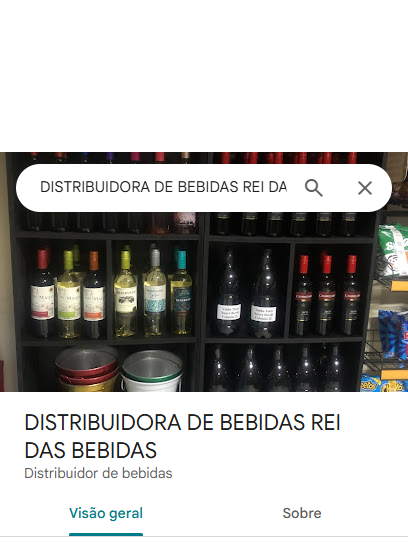 DISTRIBUIDORA DE BEBIDAS REI DA
DISTRIBUIDORA DE BEBIDAS REI
DAS BEBIDAS
Distribuidor de bebidas
Visão geral
Sobre